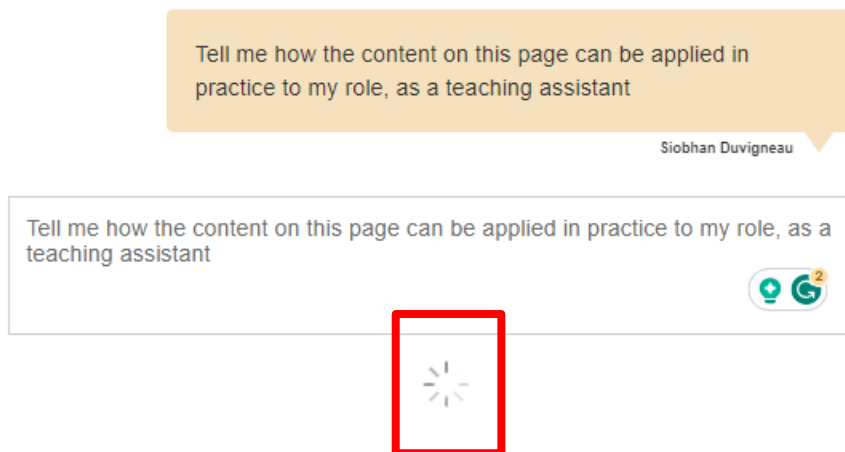 Tell me how the content on this page can be applied in
practice to my role, as a teaching assistant
Siobhan Duvigneau
Tell me how the content on this page can be applied in practice to my role, as a
teaching assistant
2